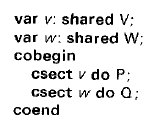 var v: shared V;
var w: shared W;
cobegin
csect v do P;
csect w do Q;
coend